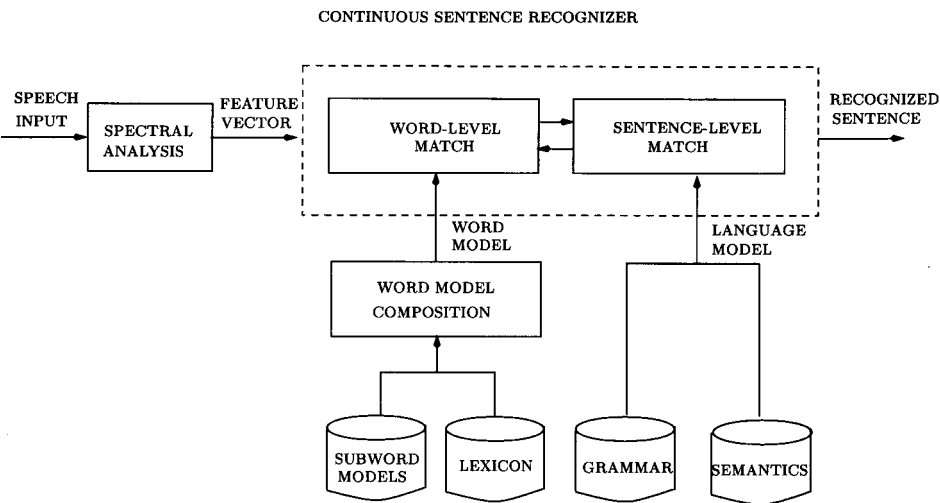 CONTINUOUS SENTENCE RECOGNIZER
SPEECH
INPUT
SPECTRAL
ANALYSIS
FEATURE
VECTOR
WORD-LEVEL
MATCH
SENTENCE-LEVEL
MATCH
RECOGNIZED
SENTENCE
WORD
MODEL
LANGUAGE
MODEL
WORD MODEL
COMPOSITION
SUBWORD
MODELS
LEXICON
GRAMMAR
SEMANTICS